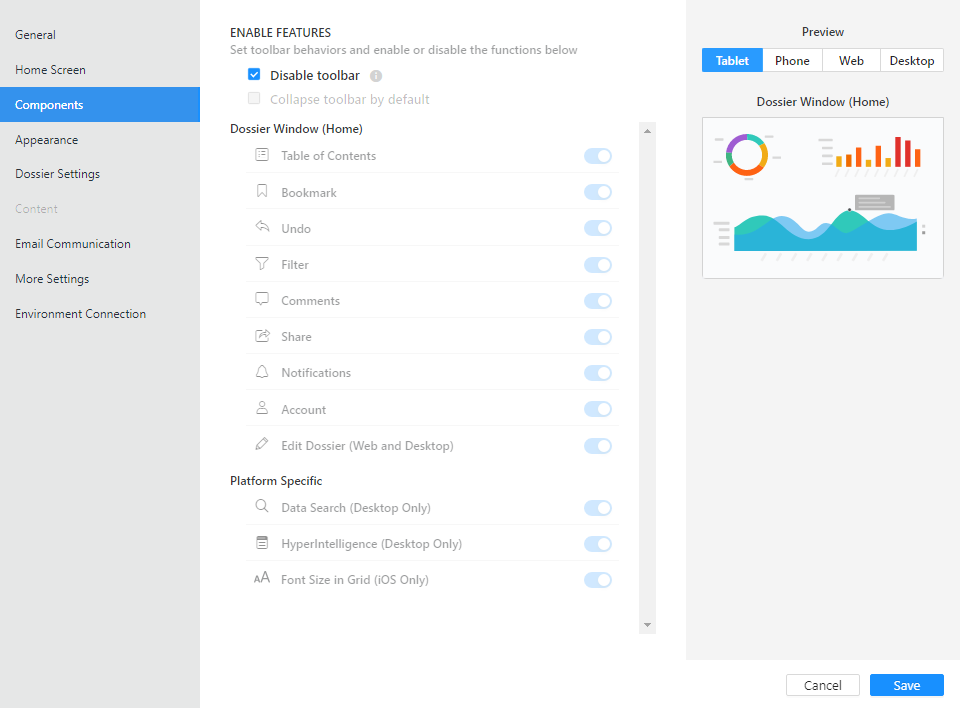 General
Home Screen
Components
Appearance
Dossier Settings
Content
Email Communication
More Settings
Environment Connection
ENABLE FEATURES
Set toolbar behaviors and enable or disable the functions below
Disable toolbar
Collapse toolbar by default
Dossier Window (Home)
Table of Contents
Bookmark
Undo
Filter
Comments
Share
Notifications
Account
Edit Dossier (Web and Desktop)
Platform Specific
Data Search (Desktop Only)
HyperIntelligence (Desktop Only)
AA Font Size in Grid (iOS Only)
Preview
Tablet Phone Web Desktop
Dossier Window (Home)
Cancel Save